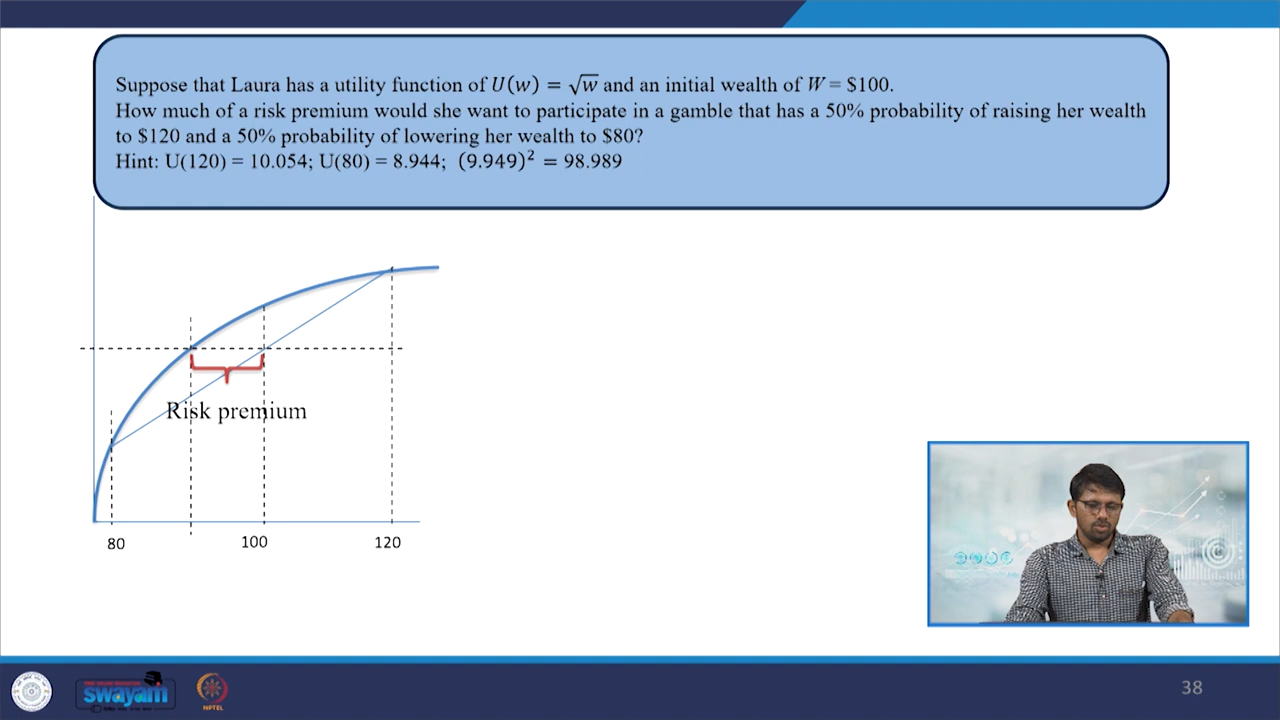 Suppose that Laura has a utility function of U(w) = √w and an initial wealth of W = $100.
How much of a risk premium would she want to participate in a gamble that has a 50% probability of raising her wealth
to $120 and a 50% probability of lowering her wealth to $80?
Hint: U(120) = 10.054; U(80) = 8.944; (9.949)² = 98.989
Risk premium
80
100
120
swayam
NPTEL
38